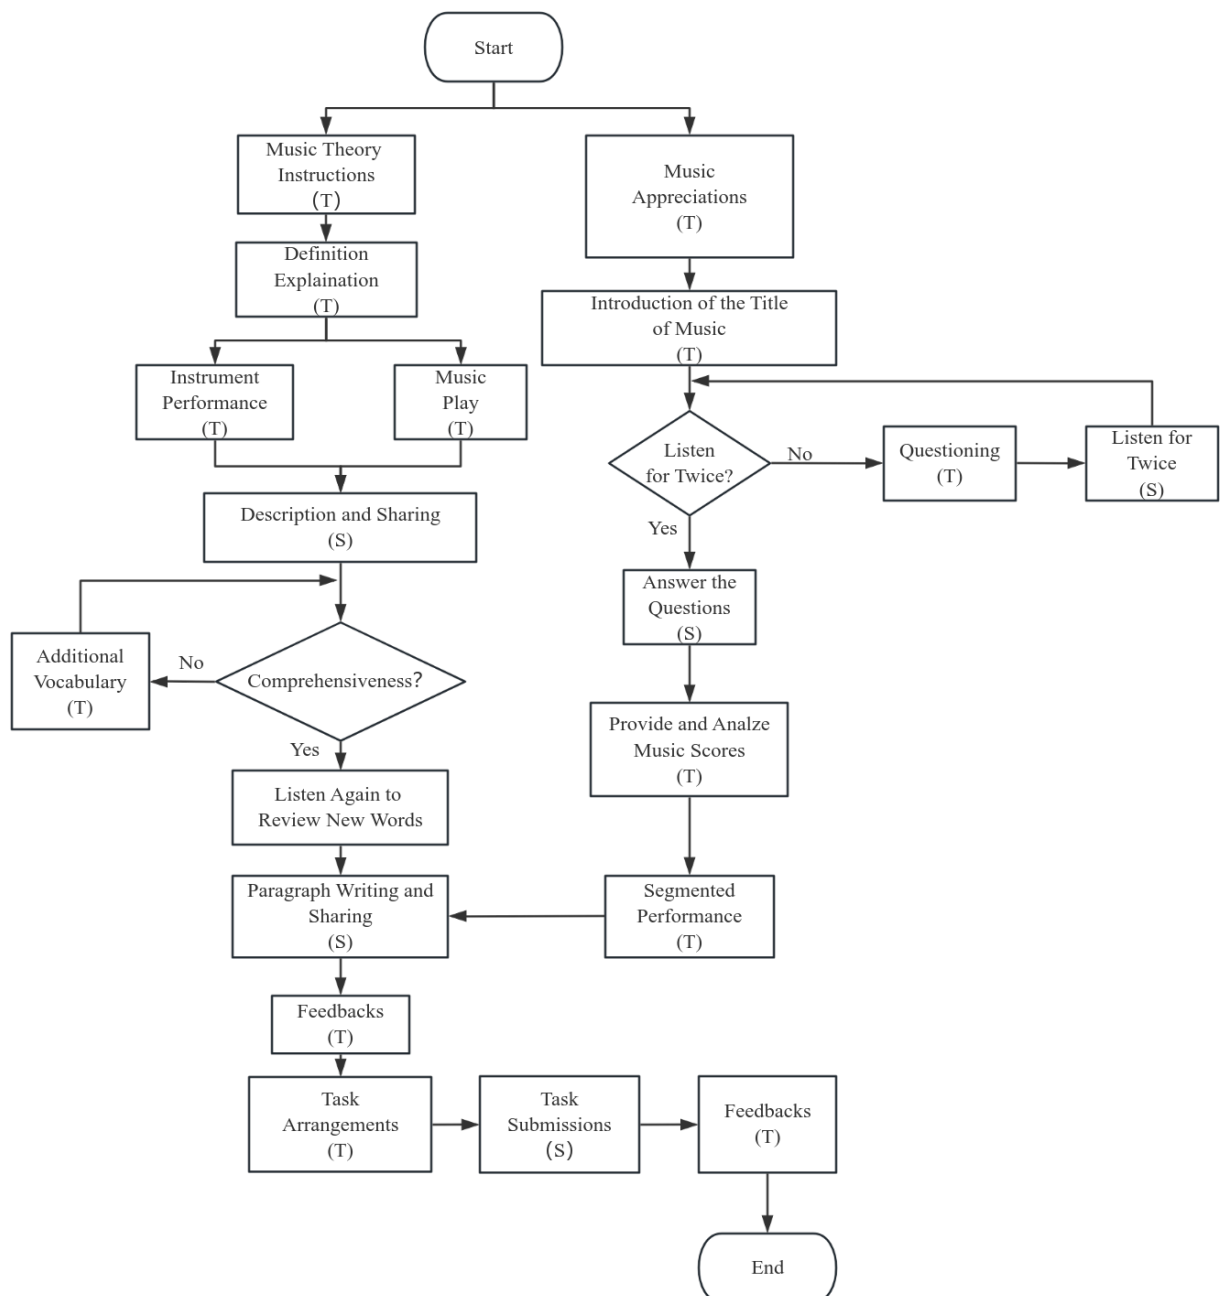 Start
Music Theory
Instructions
(T)
Music
Appreciations
(T)
Definition
Explaination
(T)
Introduction of the Title
of Music
(T)
Instrument
Performance
(T)
Music
Play
(T)
Listen
for Twice?
No
Questioning
(T)
Listen for
Twice
(S)
Description and Sharing
(S)
Yes
Answer the
Questions
(S)
Additional
Vocabulary
(T)
No
Comprehensiveness?
Provide and Analze
Music Scores
(T)
Yes
Listen Again to
Review New Words
Paragraph Writing and
Sharing
(S)
Segmented
Performance
(T)
Feedbacks
(T)
Task
Arrangements
(T)
Task
Submissions
(S)
Feedbacks
(T)
End